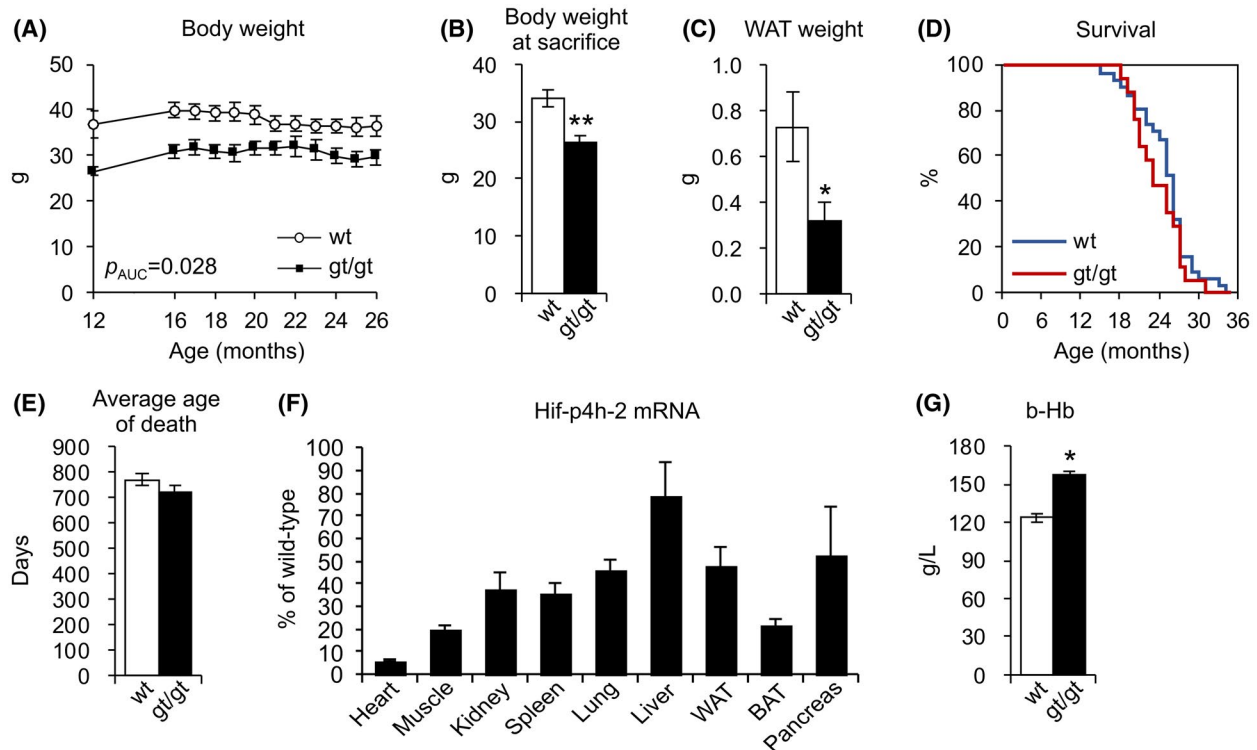 (A) Body weight
50
40
30
20
10
0
g
wt
gt/gt
pAUC=0.028
12 16 18 20 22 24 26
Age (months)
(B) Body weight
at sacrifice
40
30
20
10
0
g
**
wt
gt/gt
(C) WAT weight
1.0
0.8
0.6
0.4
0.2
0.0
g
*
wt
gt/gt
(D) Survival
100
80
60
40
20
0
%
wt
gt/gt
0 6 12 18 24 30 36
Age (months)
(E) Average age
of death
900
800
700
600
500
400
300
200
100
0
Days
wt
gt/gt
(F) Hif-p4h-2 mRNA
100
90
80
70
60
50
40
30
20
10
0
% of wild-type
Heart
Muscle
Kidney
Spleen
Lung
Liver
WAT
BAT
Pancreas
(G) b-Hb
180
150
120
90
60
30
0
g/L
*
wt
gt/gt